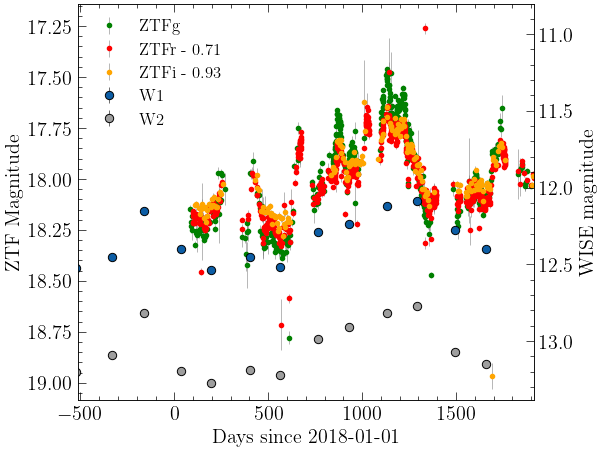 ZTFg
ZTFr - 0.71
ZTFi - 0.93
W1
W2
17.25
17.50
17.75
18.00
18.25
18.50
18.75
19.00
ZTF Magnitude
11.0
11.5
12.0
12.5
13.0
WISE magnitude
−500
0
500
1000
1500
Days since 2018-01-01